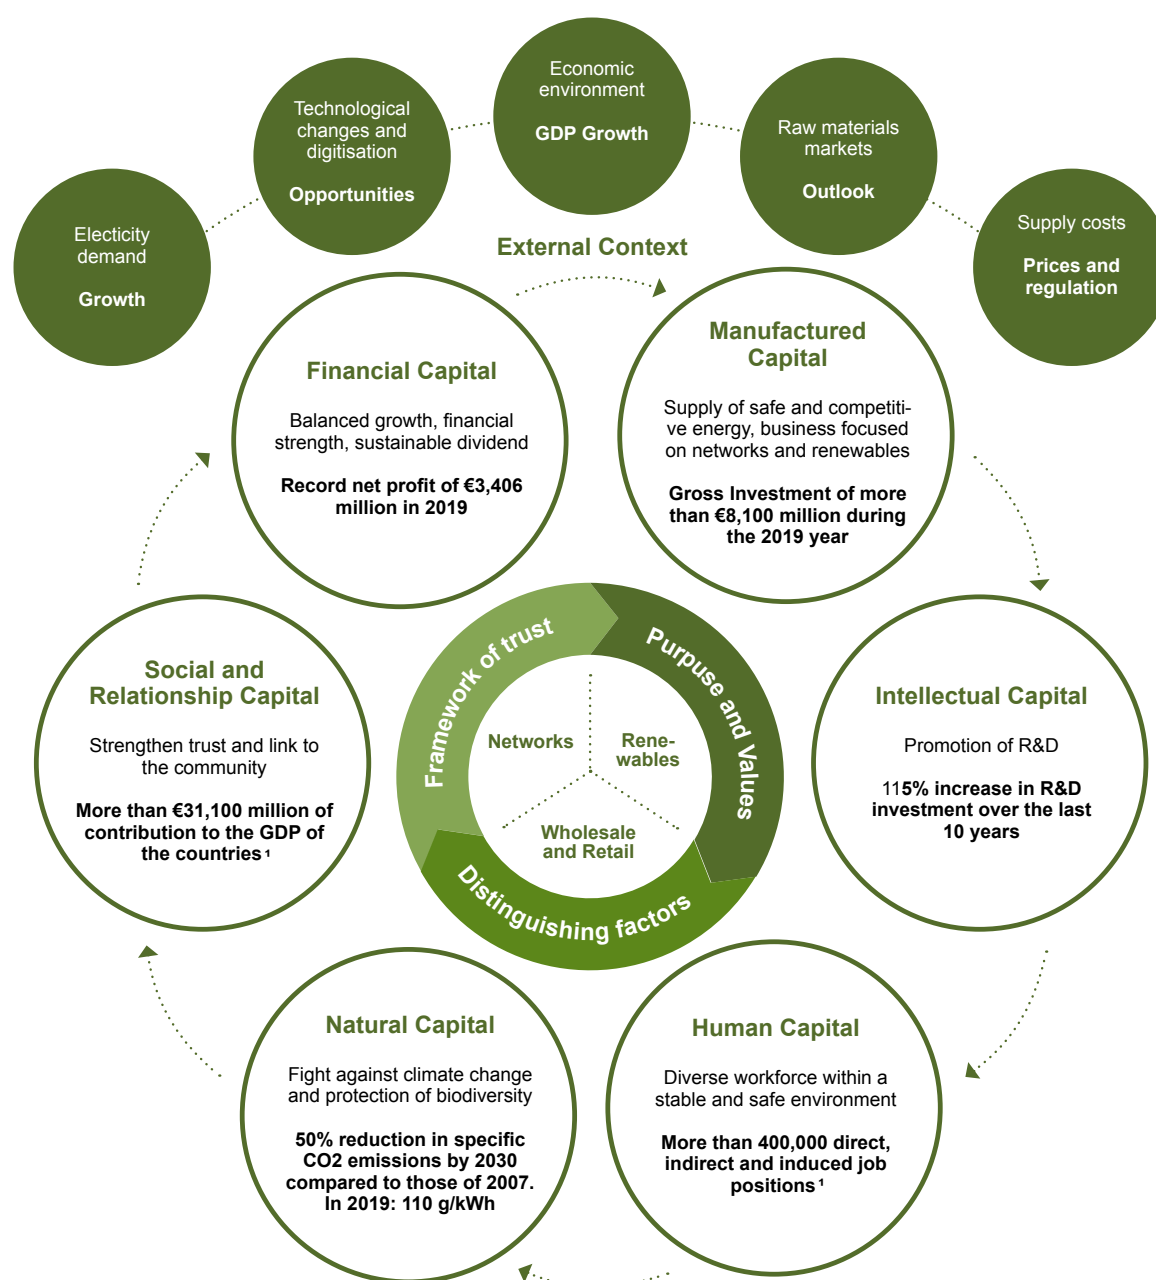 Economic
environment
GDP Growth
Technological
changes and
digitisation
Opportunities
Raw materials
markets
Outlook
Electicity
demand
Growth
Supply costs
Prices and
regulation
External Context
Financial Capital
Balanced growth, financial
strength, sustainable dividend
Record net profit of €3,406
million in 2019
Manufactured
Capital
Supply of safe and competiti-
ve energy, business focused
on networks and renewables
Gross Investment of more
than €8,100 million during
the 2019 year
Social and
Relationship Capital
Strengthen trust and link to
the community
More than €31,100 million of
contribution to the GDP of
the countries¹
Framework of trust
Purpuse and Values
Distinguishing factors
Networks
Rene-
wables
Wholesale
and Retail
Intellectual Capital
Promotion of R&D
115% increase in R&D
investment over the last
10 years
Natural Capital
Fight against climate change
and protection of biodiversity
50% reduction in specific
CO2 emissions by 2030
compared to those of 2007.
In 2019: 110 g/kWh
Human Capital
Diverse workforce within a
stable and safe environment
More than 400,000 direct,
indirect and induced job
positions¹